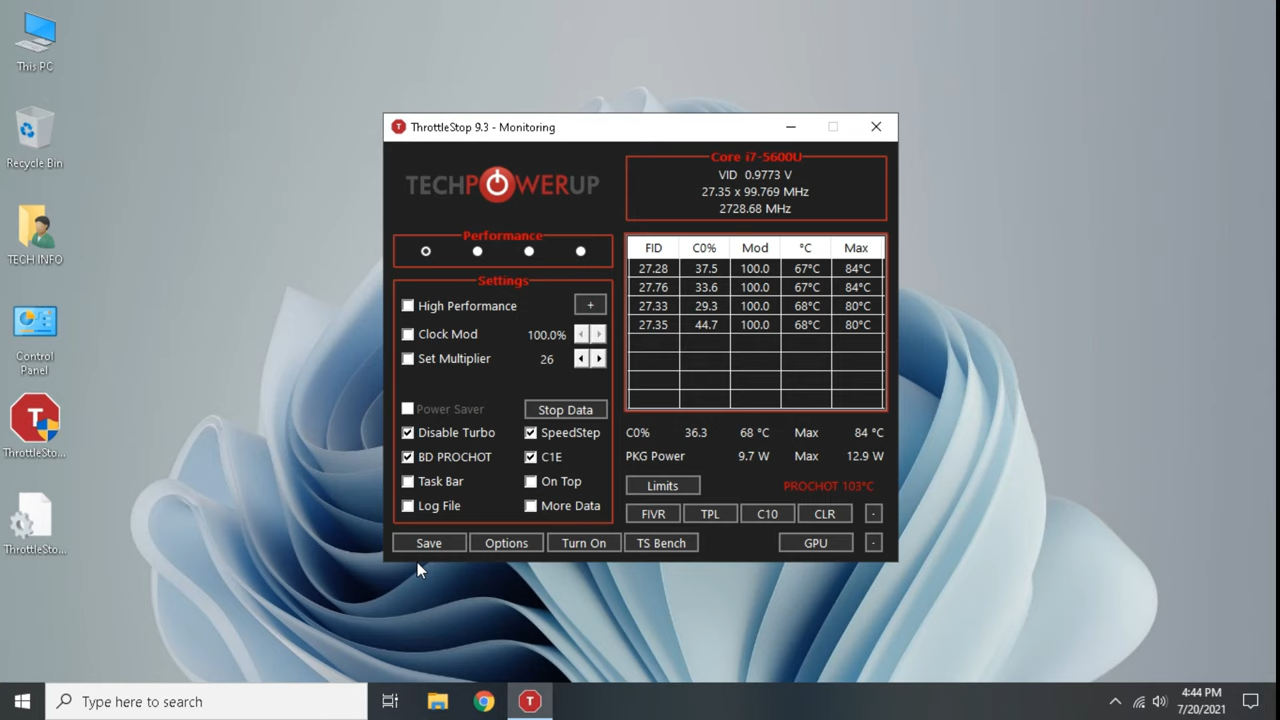 This PC
Recycle Bin
TECH INFO
Control
Panel
ThrottleSto...
ThrottleSto...
ThrottleStop 9.3 - Monitoring
TECHPOWERUP
Core i7-5600U
VID 0.9773 V
27.35 x 99.769 MHz
2728.68 MHz
Performance
Settings
High Performance +
Clock Mod 100.0%
Set Multiplier 26
Power Saver Stop Data
Disable Turbo SpeedStep
BD PROCHOT C1E
Task Bar On Top
Log File More Data
FID C0% Mod °C Max
27.28 37.5 100.0 67°C 84°C
27.76 33.6 100.0 67°C 84°C
27.33 29.3 100.0 68°C 80°C
27.35 44.7 100.0 68°C 80°C
C0% 36.3 68 °C Max 84 °C
PKG Power 9.7 W Max 12.9 W
Limits PROCHOT 103°C
FIVR TPL C10 CLR -
Save Options Turn On TS Bench GPU -
Type here to search
T
4:44 PM
7/20/2021